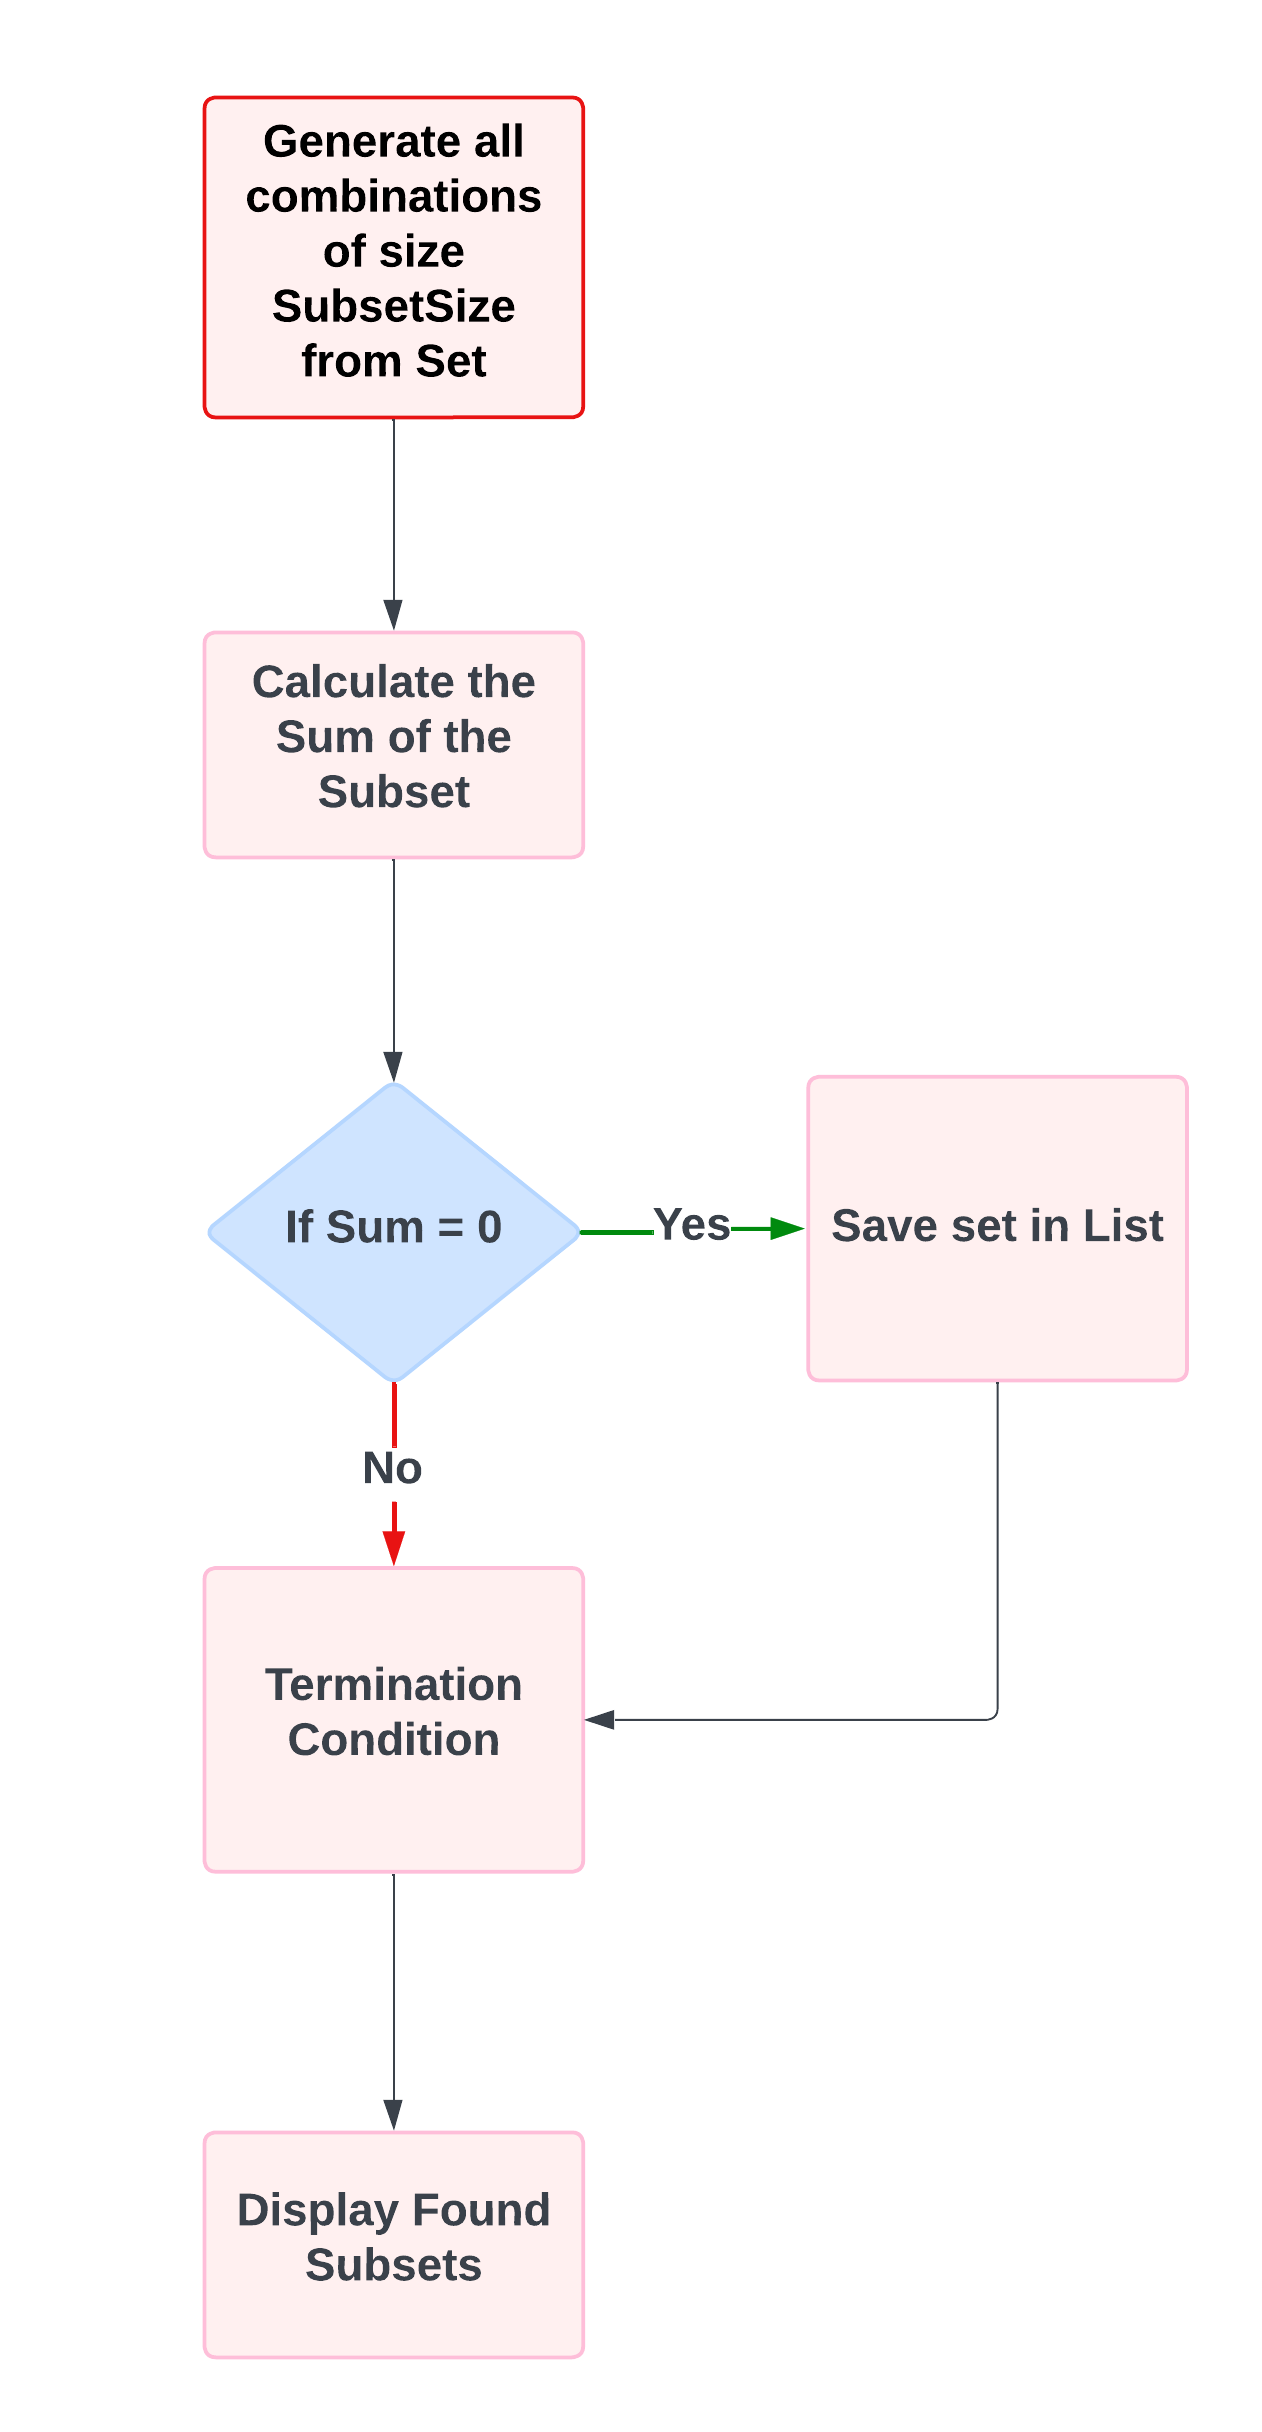 Generate all
combinations
of size
SubsetSize
from Set
Calculate the
Sum of the
Subset
If Sum = 0
Yes
Save set in List
No
Termination
Condition
Display Found
Subsets